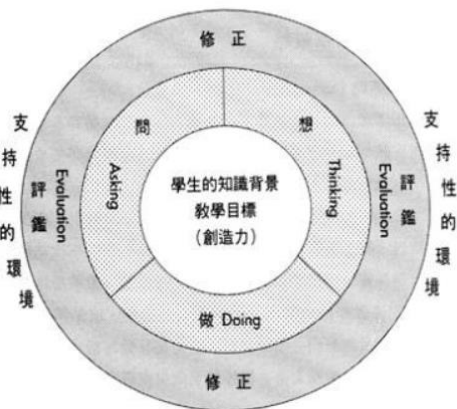 修正
問
Asking
想
Thinking
學生的知識背景
教學目標
(創造力)
做 Doing
評鑑
Evaluation
Evaluation
評鑑
支持性的環境
支持性的環境
修正